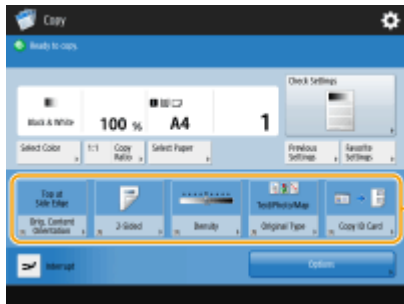 Copy
Ready to copy.
Check Settings
Black & White
100 %
A4
1
Select Color
1:1
Copy Ratio
Select Paper
Previous Settings
Favorite Settings
Top at
Side Edge
Text/Photo/Map
Orig. Content
Orientation
2-Sided
Density
Original Type
Copy ID Card
Interrupt
Options